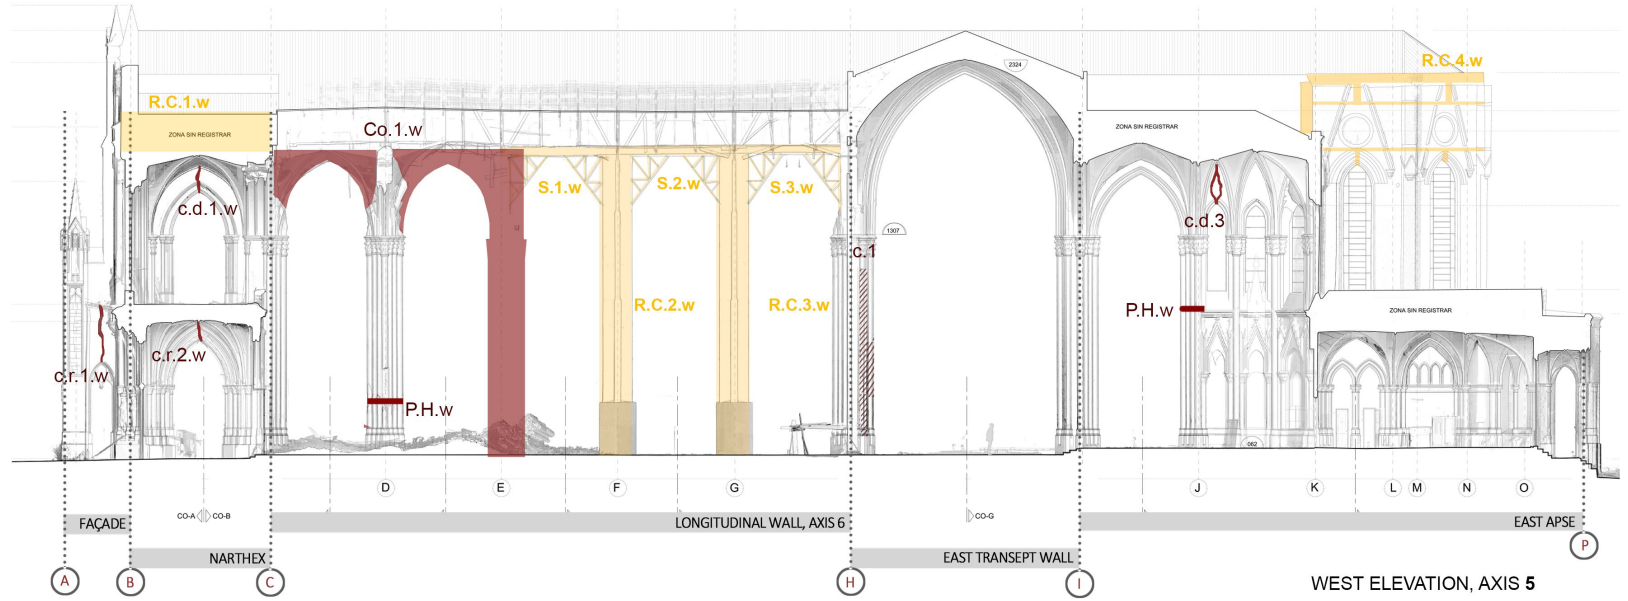 R.C.4.w
2324
R.C.1.w
ZONA SIN REGISTRAR
Co.1.w
ZONA SIN REGISTRAR
S.1.w
S.2.w
S.3.w
c.d.1.w
c.d.3
1307
c.1
R.C.2.w
R.C.3.w
P.H.w
ZONA SIN REGISTRAR
c.r.2.w
c.r.1.w
P.H.w
062
D
E
F
G
J
K
L
M
N
O
CO-A
CO-B
CO-G
FAÇADE
LONGITUDINAL WALL, AXIS 6
EAST APSE
NARTHEX
EAST TRANSEPT WALL
P
A
B
C
H
I
WEST ELEVATION, AXIS 5